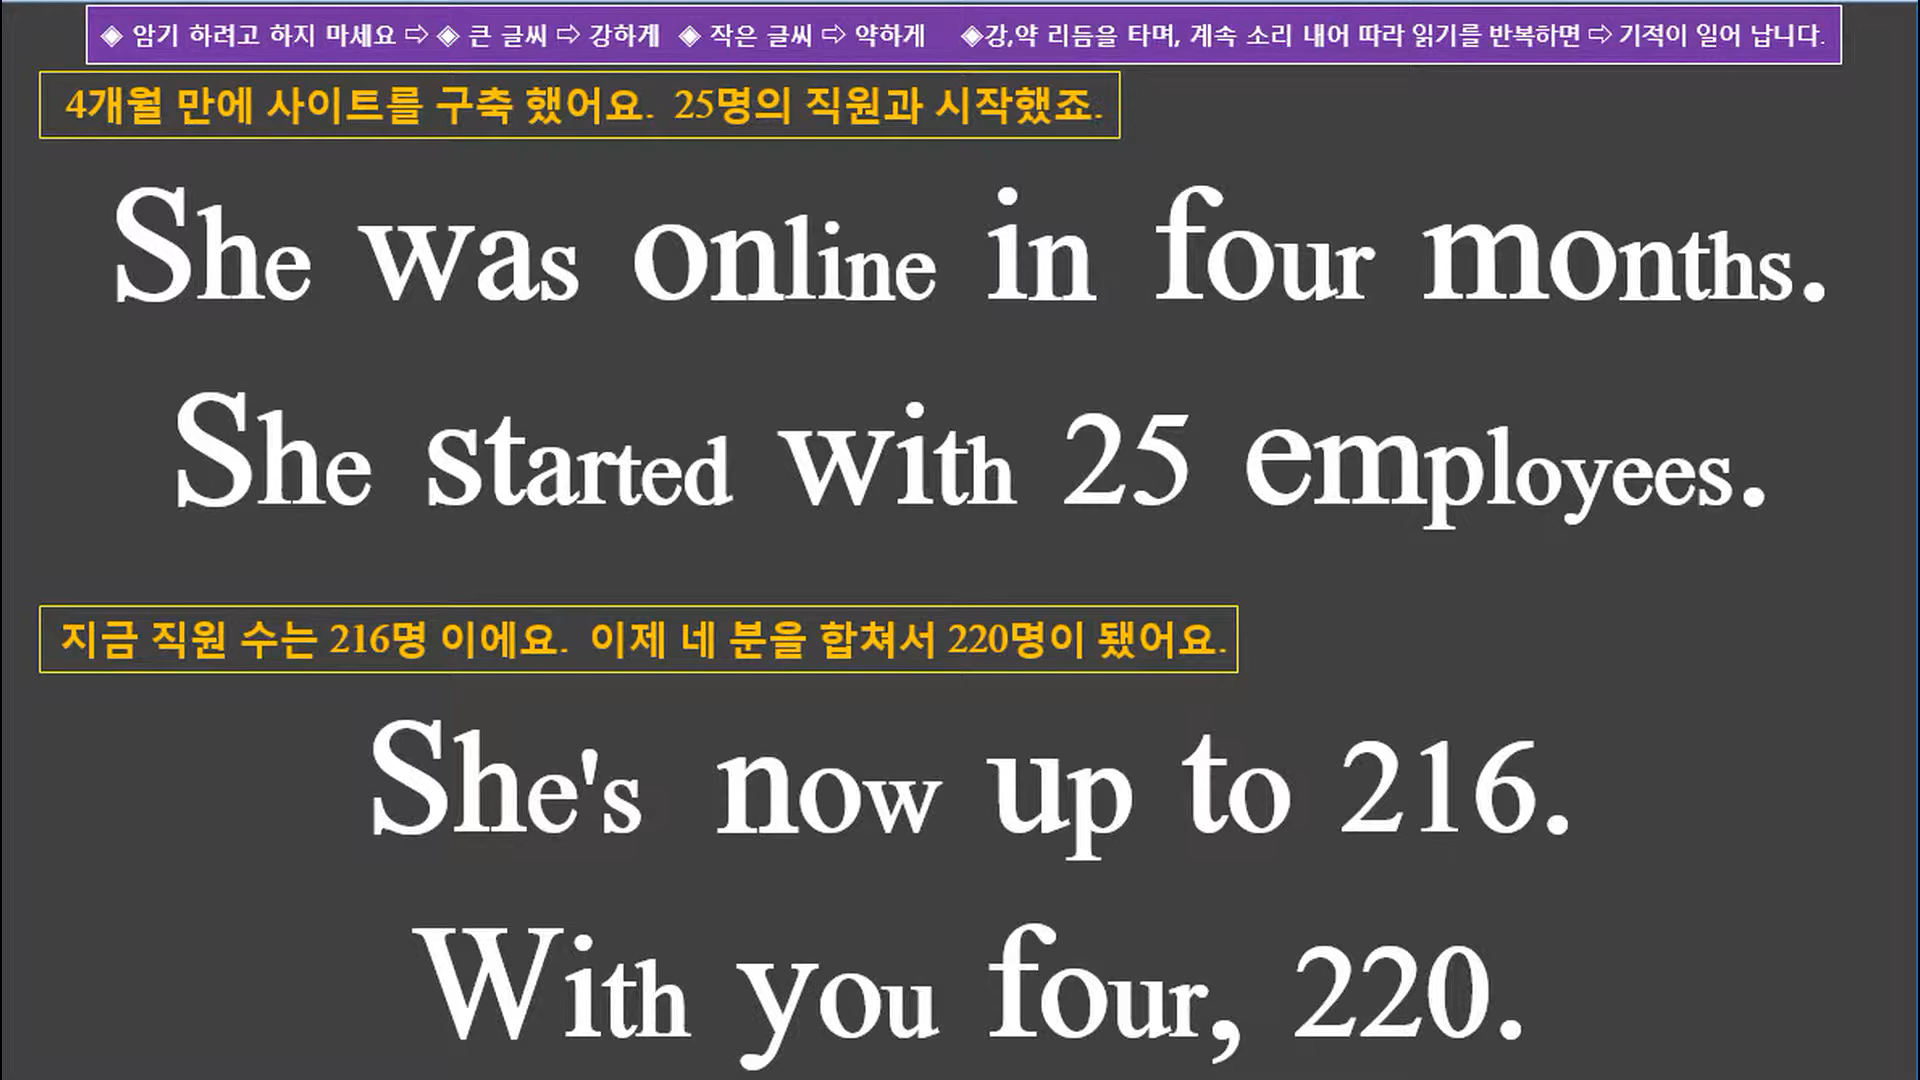 ◈ 암기 하려고 하지 마세요 ⇨ ◈ 큰 글씨 ⇨ 강하게 ◈ 작은 글씨 ⇨ 약하게 ◈강,약 리듬을 타며, 계속 소리 내어 따라 읽기를 반복하면 ⇨ 기적이 일어 납니다.
4개월 만에 사이트를 구축 했어요. 25명의 직원과 시작했죠.
She was online in four months.
She started with 25 employees.
지금 직원 수는 216명 이에요. 이제 네 분을 합쳐서 220명이 됐어요.
She's now up to 216.
With you four, 220.